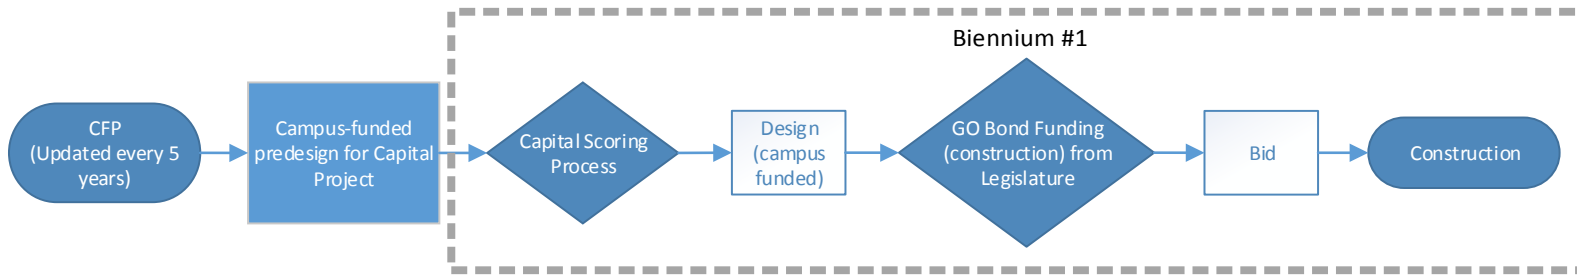 Biennium #1
CFP
(Updated every 5
years)
Campus-funded
predesign for Capital
Project
Capital Scoring
Process
Design
(campus
funded)
GO Bond Funding
(construction) from
Legislature
Bid
Construction